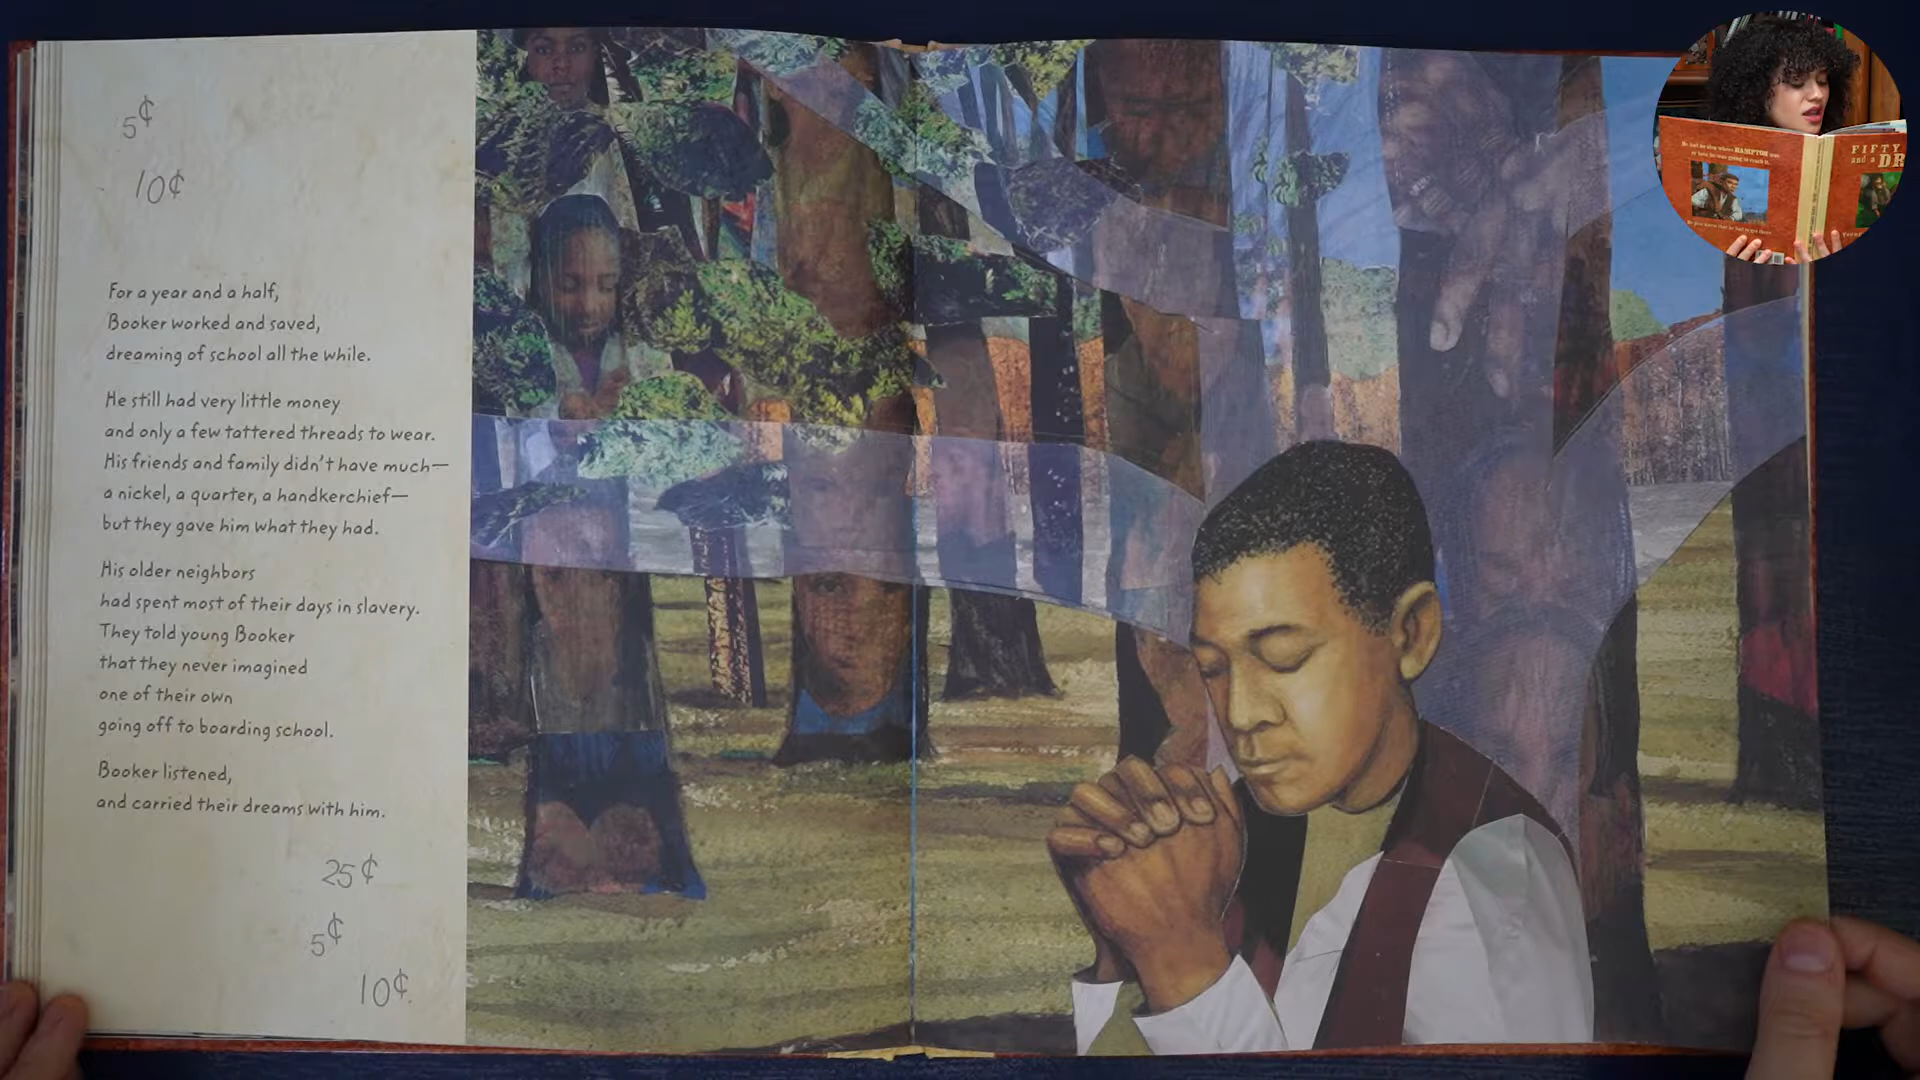 5¢
10¢
For a year and a half,
Booker worked and saved,
dreaming of school all the while.
He still had very little money
and only a few tattered threads to wear.
His friends and family didn't have much—
a nickel, a quarter, a handkerchief—
but they gave him what they had.
His older neighbors
had spent most of their days in slavery.
They told young Booker
that they never imagined
one of their own
going off to boarding school.
Booker listened,
and carried their dreams with him.
25¢
5¢
10¢
HAMPTON
FIFTY
and a DR